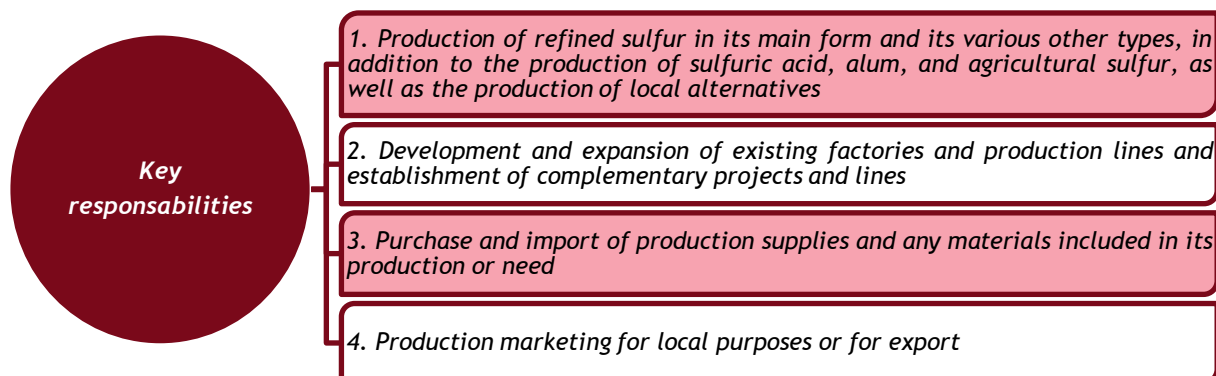 Key
responsabilities
1. Production of refined sulfur in its main form and its various other types, in
addition to the production of sulfuric acid, alum, and agricultural sulfur, as
well as the production of local alternatives
2. Development and expansion of existing factories and production lines and
establishment of complementary projects and lines
3. Purchase and import of production supplies and any materials included in its
production or need
4. Production marketing for local purposes or for export